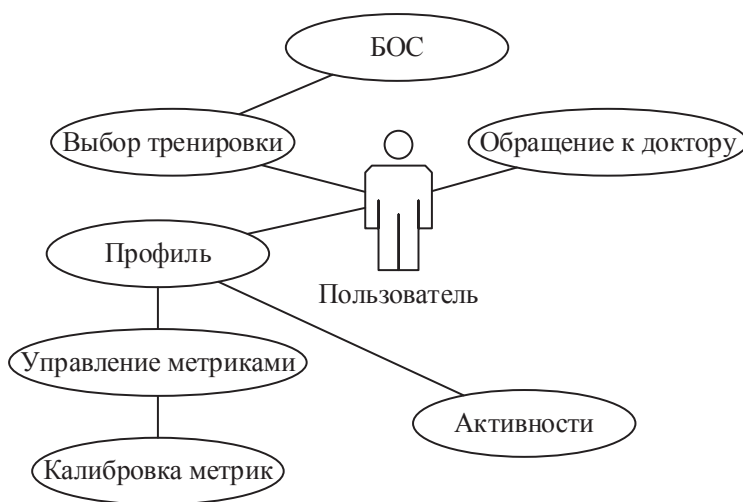 БОС
Выбор тренировки
Обращение к доктору
Профиль
Пользователь
Управление метриками
Активности
Калибровка метрик